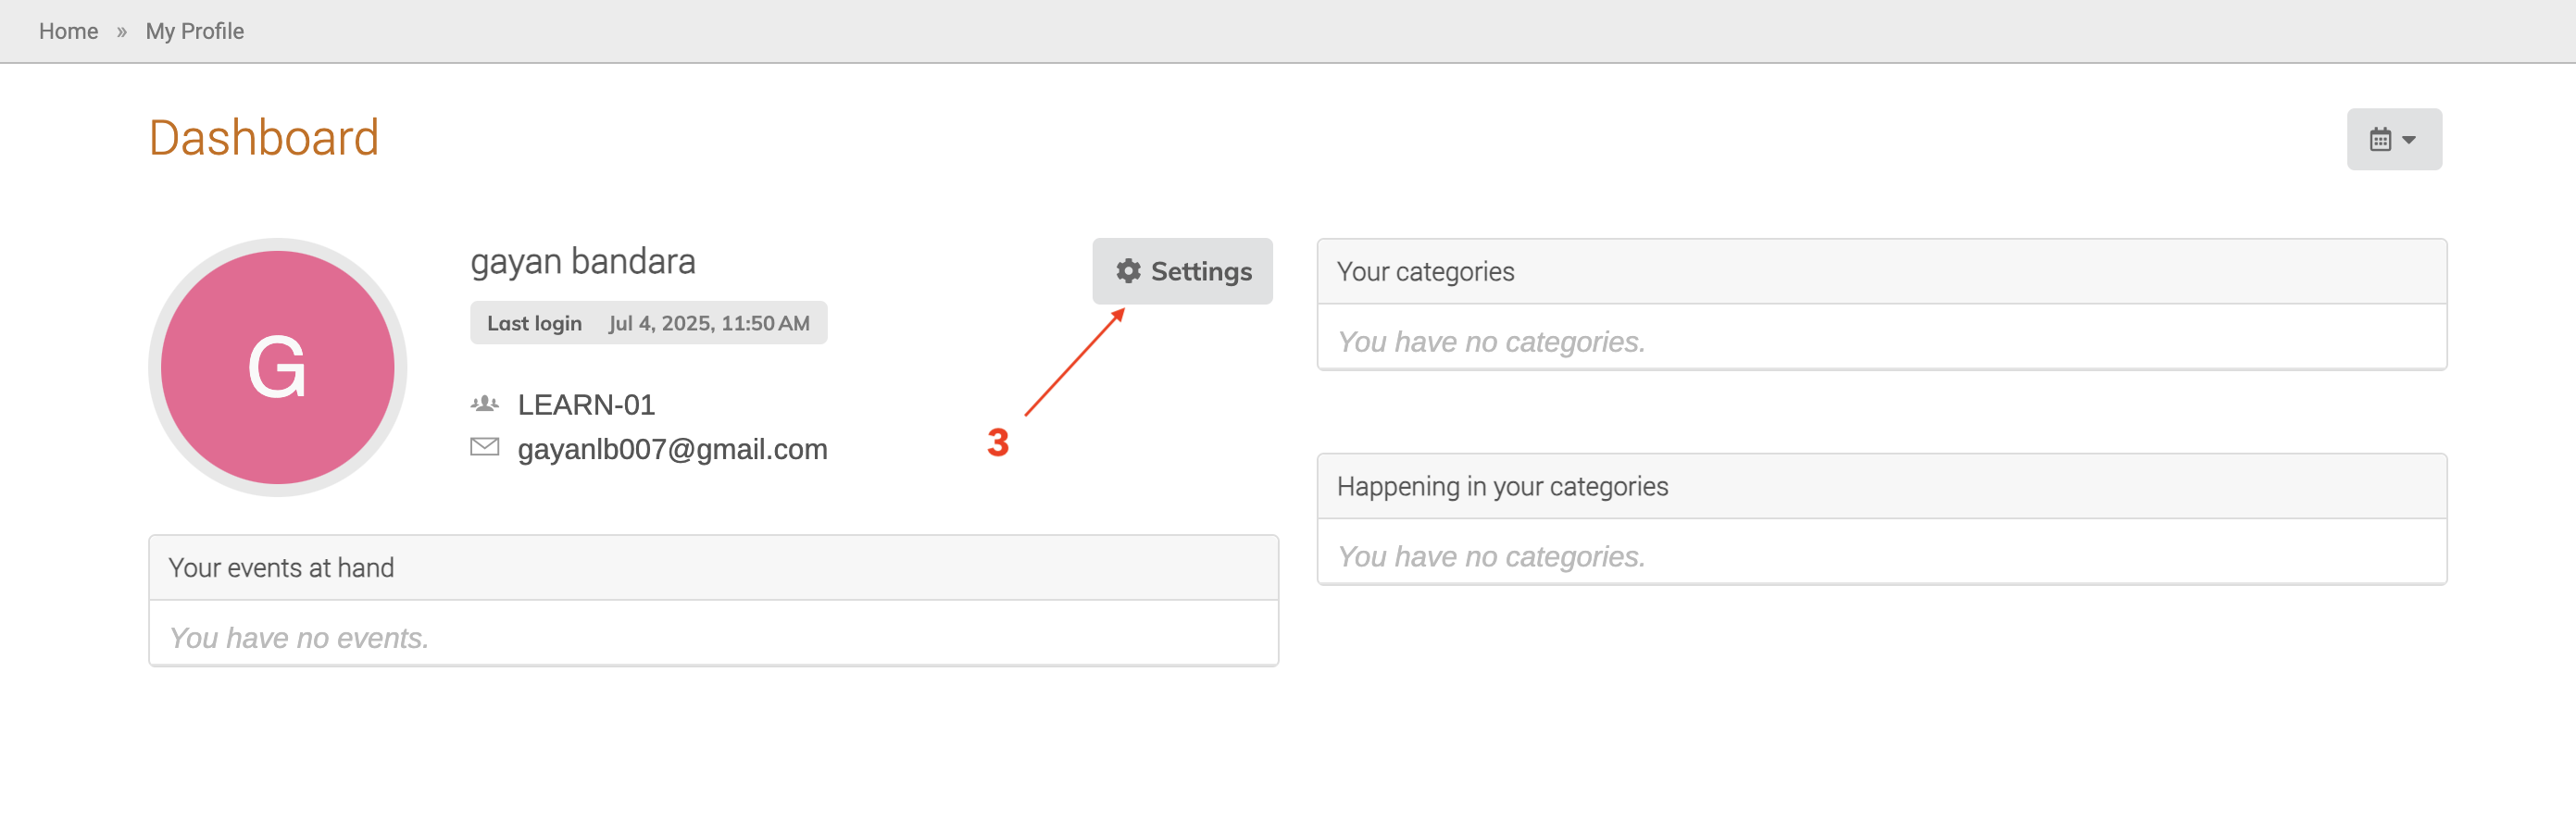 Home » My Profile
Dashboard
G
gayan bandara
Last login Jul 4, 2025, 11:50 AM
LEARN-01
gayanlb007@gmail.com
Settings
3
Your events at hand
You have no events.
Your categories
You have no categories.
Happening in your categories
You have no categories.